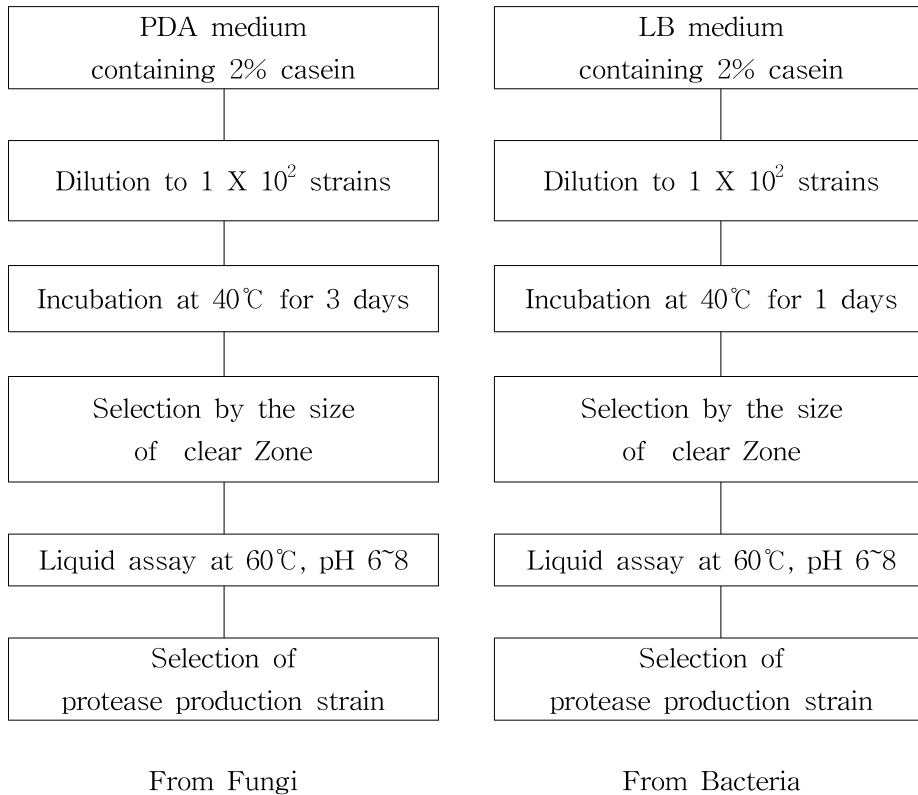 PDA medium
containing 2% casein
Dilution to 1 X 10² strains
Incubation at 40℃ for 3 days
Selection by the size
of clear Zone
Liquid assay at 60℃, pH 6~8
Selection of
protease production strain
From Fungi
LB medium
containing 2% casein
Dilution to 1 X 10² strains
Incubation at 40℃ for 1 days
Selection by the size
of clear Zone
Liquid assay at 60℃, pH 6~8
Selection of
protease production strain
From Bacteria